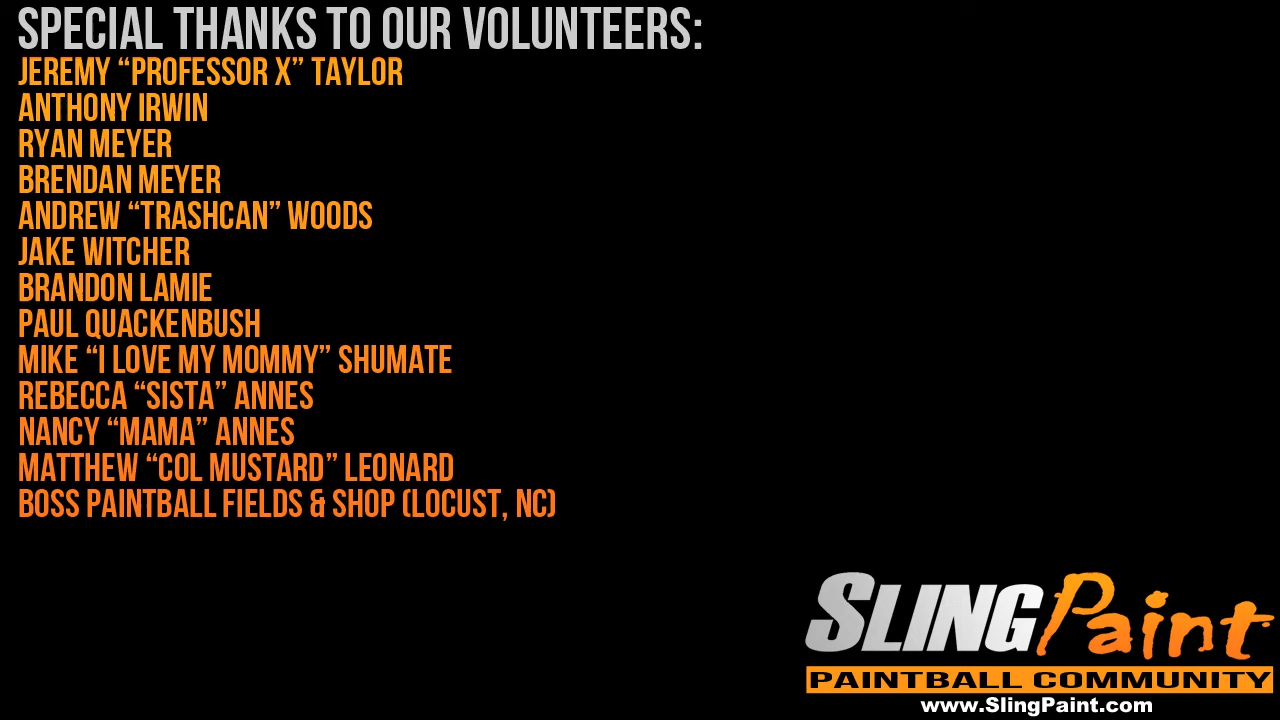 SPECIAL THANKS TO OUR VOLUNTEERS:
JEREMY “PROFESSOR X” TAYLOR
ANTHONY IRWIN
RYAN MEYER
BRENDAN MEYER
ANDREW “TRASHCAN” WOODS
JAKE WITCHER
BRANDON LAMIE
PAUL QUACKENBUSH
MIKE “I LOVE MY MOMMY” SHUMATE
REBECCA “SISTA” ANNES
NANCY “MAMA” ANNES
MATTHEW “COL MUSTARD” LEONARD
BOSS PAINTBALL FIELDS & SHOP (LOCUST, NC)
SLINGPaint
PAINTBALL COMMUNITY
www.SlingPaint.com